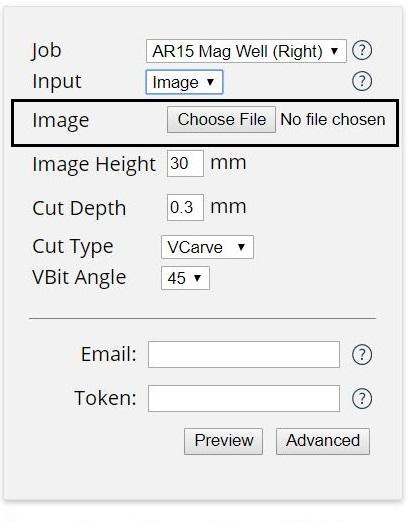 Job AR15 Mag Well (Right) ?
Input Image ?
Image Choose File No file chosen
Image Height 30 mm
Cut Depth 0.3 mm
Cut Type VCarve
VBit Angle 45
Email: ?
Token: ?
Preview Advanced